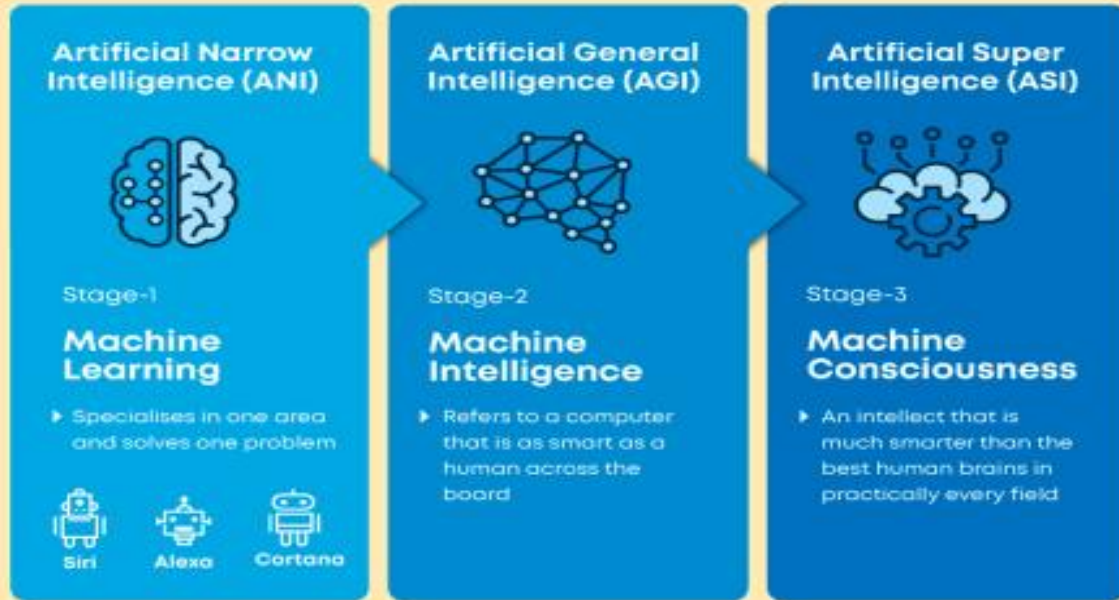 Artificial Narrow
Intelligence (ANI)
Stage-1
Machine
Learning
Specialises in one area
and solves one problem
Siri
Alexa
Cortana
Artificial General
Intelligence (AGI)
Stage-2
Machine
Intelligence
Refers to a computer
that is as smart as a
human across the
board
Artificial Super
Intelligence (ASI)
Stage-3
Machine
Consciousness
An intellect that is
much smarter than the
best human brains in
practically every field